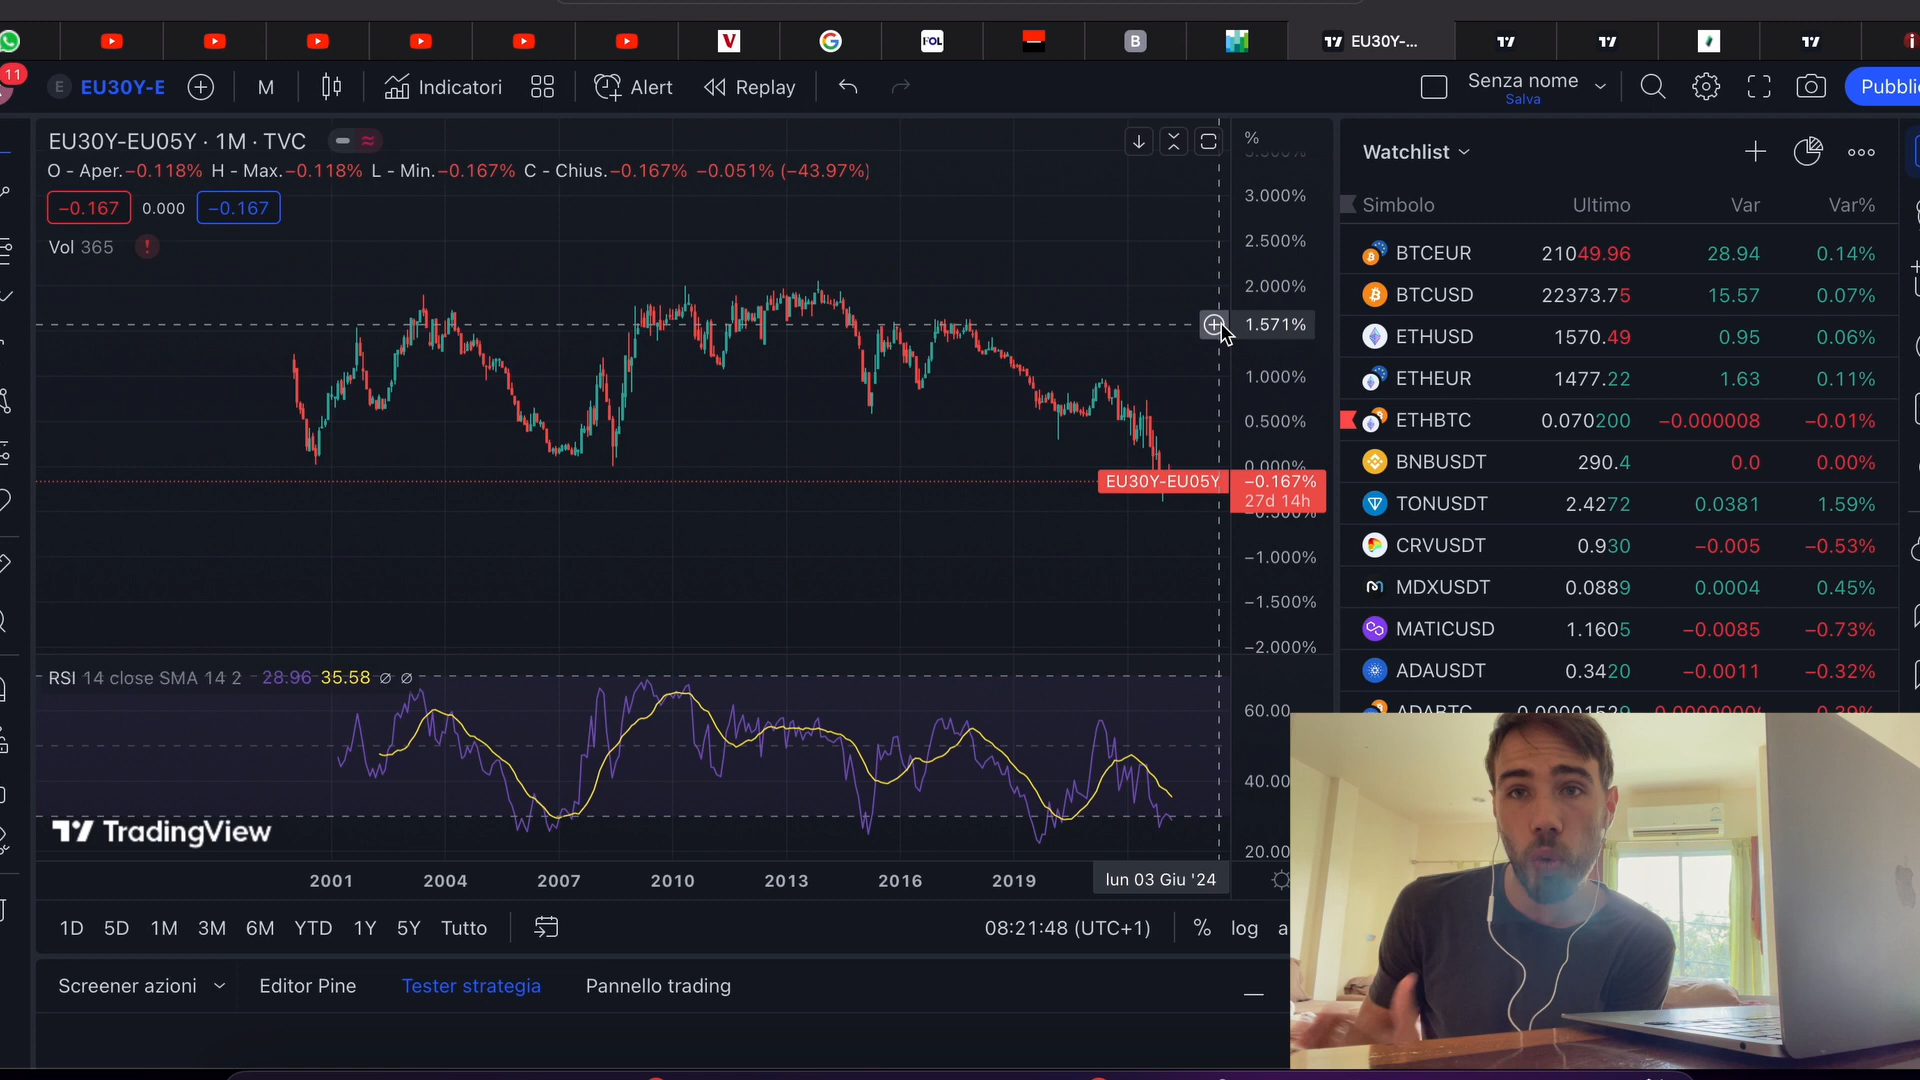 V
FOL
B
EU30Y-...
11
E EU30Y-E
M
Indicatori
Alert
Replay
Senza nome
Salva
EU30Y-EU05Y · 1M · TVC
O - Aper.−0.118% H - Max.−0.118% L - Min.−0.167% C - Chius.−0.167% −0.051% (−43.97%)
−0.167 0.000 −0.167
Vol 365
%
3.000%
2.500%
2.000%
1.571%
1.000%
0.500%
0.000%
EU30Y-EU05Y −0.167%
27d 14h
−1.000%
−1.500%
−2.000%
RSI 14 close SMA 14 2 28.96 35.58 ∅ ∅
60.00
40.00
20.00
TradingView
2001 2004 2007 2010 2013 2016 2019 lun 03 Giu '24
1D 5D 1M 3M 6M YTD 1Y 5Y Tutto
08:21:48 (UTC+1) % log
Screener azioni Editor Pine Tester strategia Pannello trading
Watchlist
Simbolo Ultimo Var Var%
BTCEUR 21049.96 28.94 0.14%
BTCUSD 22373.75 15.57 0.07%
ETHUSD 1570.49 0.95 0.06%
ETHEUR 1477.22 1.63 0.11%
ETHBTC 0.070200 −0.000008 −0.01%
BNBUSDT 290.4 0.0 0.00%
TONUSDT 2.4272 0.0381 1.59%
CRVUSDT 0.930 −0.005 −0.53%
MDXUSDT 0.0889 0.0004 0.45%
MATICUSD 1.1605 −0.0085 −0.73%
ADAUSDT 0.3420 −0.0011 −0.32%
ADABTC